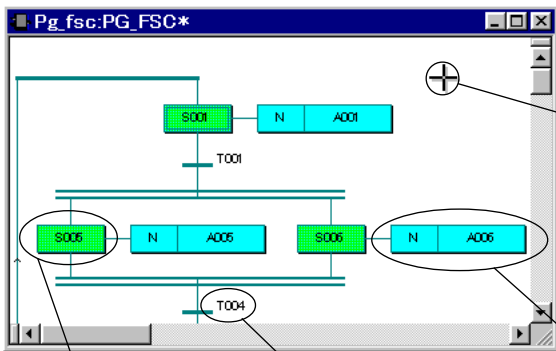 Pg_fsc:PG_FSC*
S001 N A001
T001
S005 N A005 S006 N A006
T004